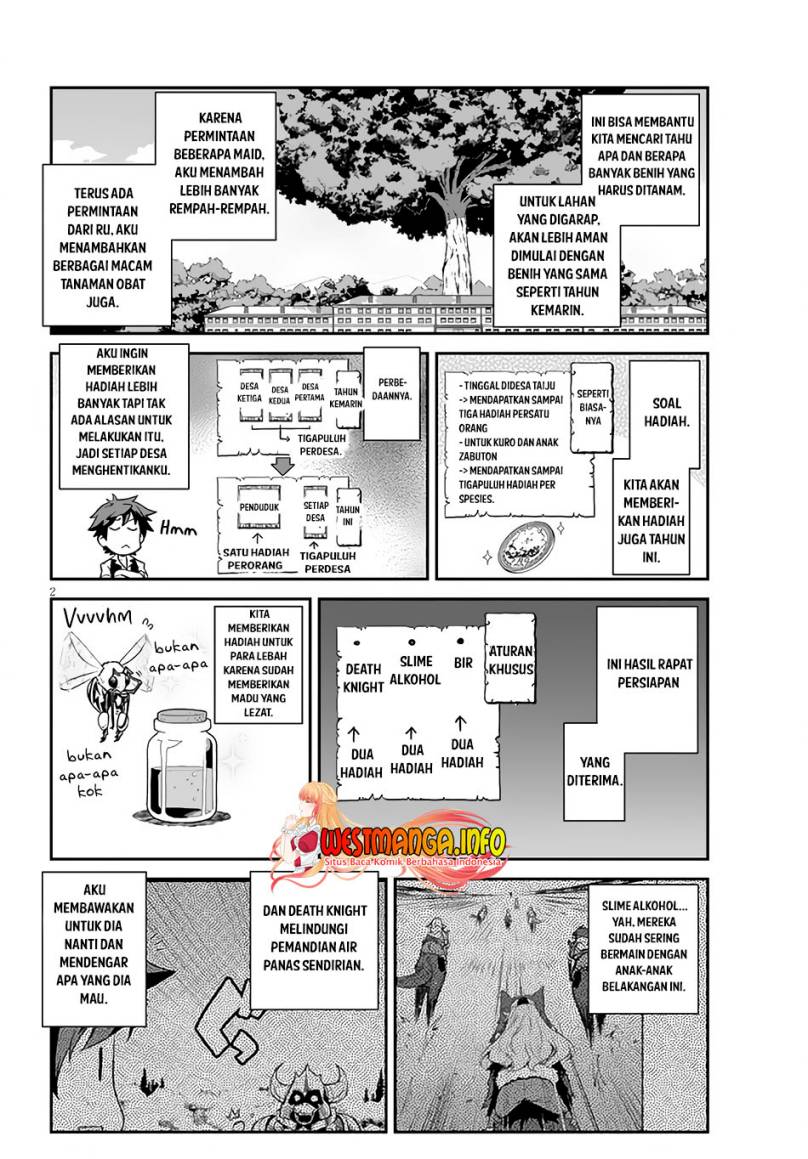 INI BISA MEMBANTU
KITA MENCARI TAHU
APA DAN BERAPA
BANYAK BENIH YANG
HARUS DITANAM.
UNTUK LAHAN
YANG DIGARAP,
AKAN LEBIH AMAN
DIMULAI DENGAN
BENIH YANG SAMA
SEPERTI TAHUN
KEMARIN.
KARENA
PERMINTAAN
BEBERAPA MAID,
AKU MENAMBAH
LEBIH BANYAK
REMPAH-REMPAH.
TERUS ADA
PERMINTAAN
DARI RU, AKU
MENAMBAHKAN
BERBAGAI MACAM
TANAMAN OBAT
JUGA.
SOAL
HADIAH.
KITA AKAN
MEMBERI-
KAN HADIAH
JUGA TAHUN
INI.
SEPERTI
BIASA-
NYA
- TINGGAL DIDESA TAIJU
-> MENDAPATKAN SAMPAI
TIGA HADIAH PERSATU
ORANG
- UNTUK KURO DAN ANAK
ZABUTON
-> MENDAPATKAN SAMPAI
TIGAPULUH HADIAH PER
SPESIES.
PERBE-
DAANNYA.
TAHUN
KEMARIN
DESA
PERTAMA
DESA
KEDUA
DESA
KETIGA
TIGAPULUH
PERDESA.
TAHUN
INI
SETIAP
DESA
PENDUDUK
TIGAPULUH
PERDESA
SATU HADIAH
PERORANG
AKU INGIN
MEMBERIKAN
HADIAH LEBIH
BANYAK TAPI TAK
ADA ALASAN UNTUK
MELAKUKAN ITU,
JADI SETIAP DESA
MENGHENTIKANKU.
Hmm
2
INI HASIL RAPAT
PERSIAPAN
YANG
DITERIMA.
ATURAN
KHUSUS
BIR
DUA
HADIAH
SLIME
ALKOHOL
DUA
HADIAH
DEATH
KNIGHT
DUA
HADIAH
KITA
MEMBERIKAN
HADIAH UNTUK
PARA LEBAH
KARENA SUDAH
MEMBERIKAN
MADU YANG
LEZAT.
Vuvuvhm
bukan
apa-apa
bukan
apa-apa
kok
WESTMANGA.INFO
Situs Baca Komik Berbahasa Indonesia
SLIME ALKOHOL...
YAH, MEREKA
SUDAH SERING
BERMAIN DENGAN
ANAK-ANAK
BELAKANGAN INI.
DAN DEATH KNIGHT
MELINDUNGI
PEMANDIAN AIR
PANAS SENDIRIAN.
AKU
MEMBAWAKAN
UNTUK DIA
NANTI DAN
MENDENGAR
APA YANG DIA
MAU.